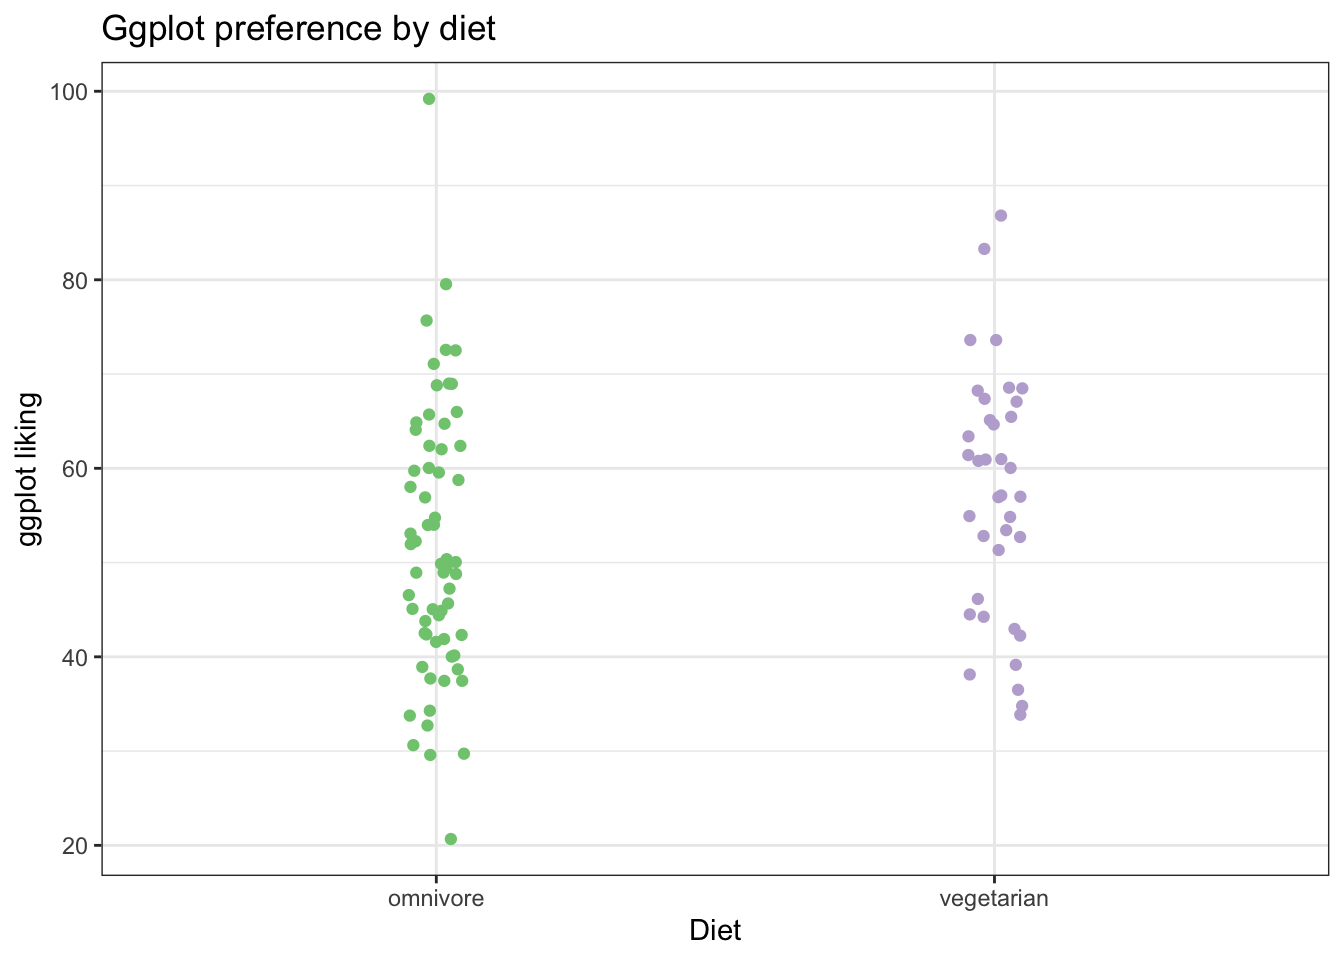 Ggplot preference by diet
100
80
60
40
20
ggplot liking
omnivore
vegetarian
Diet